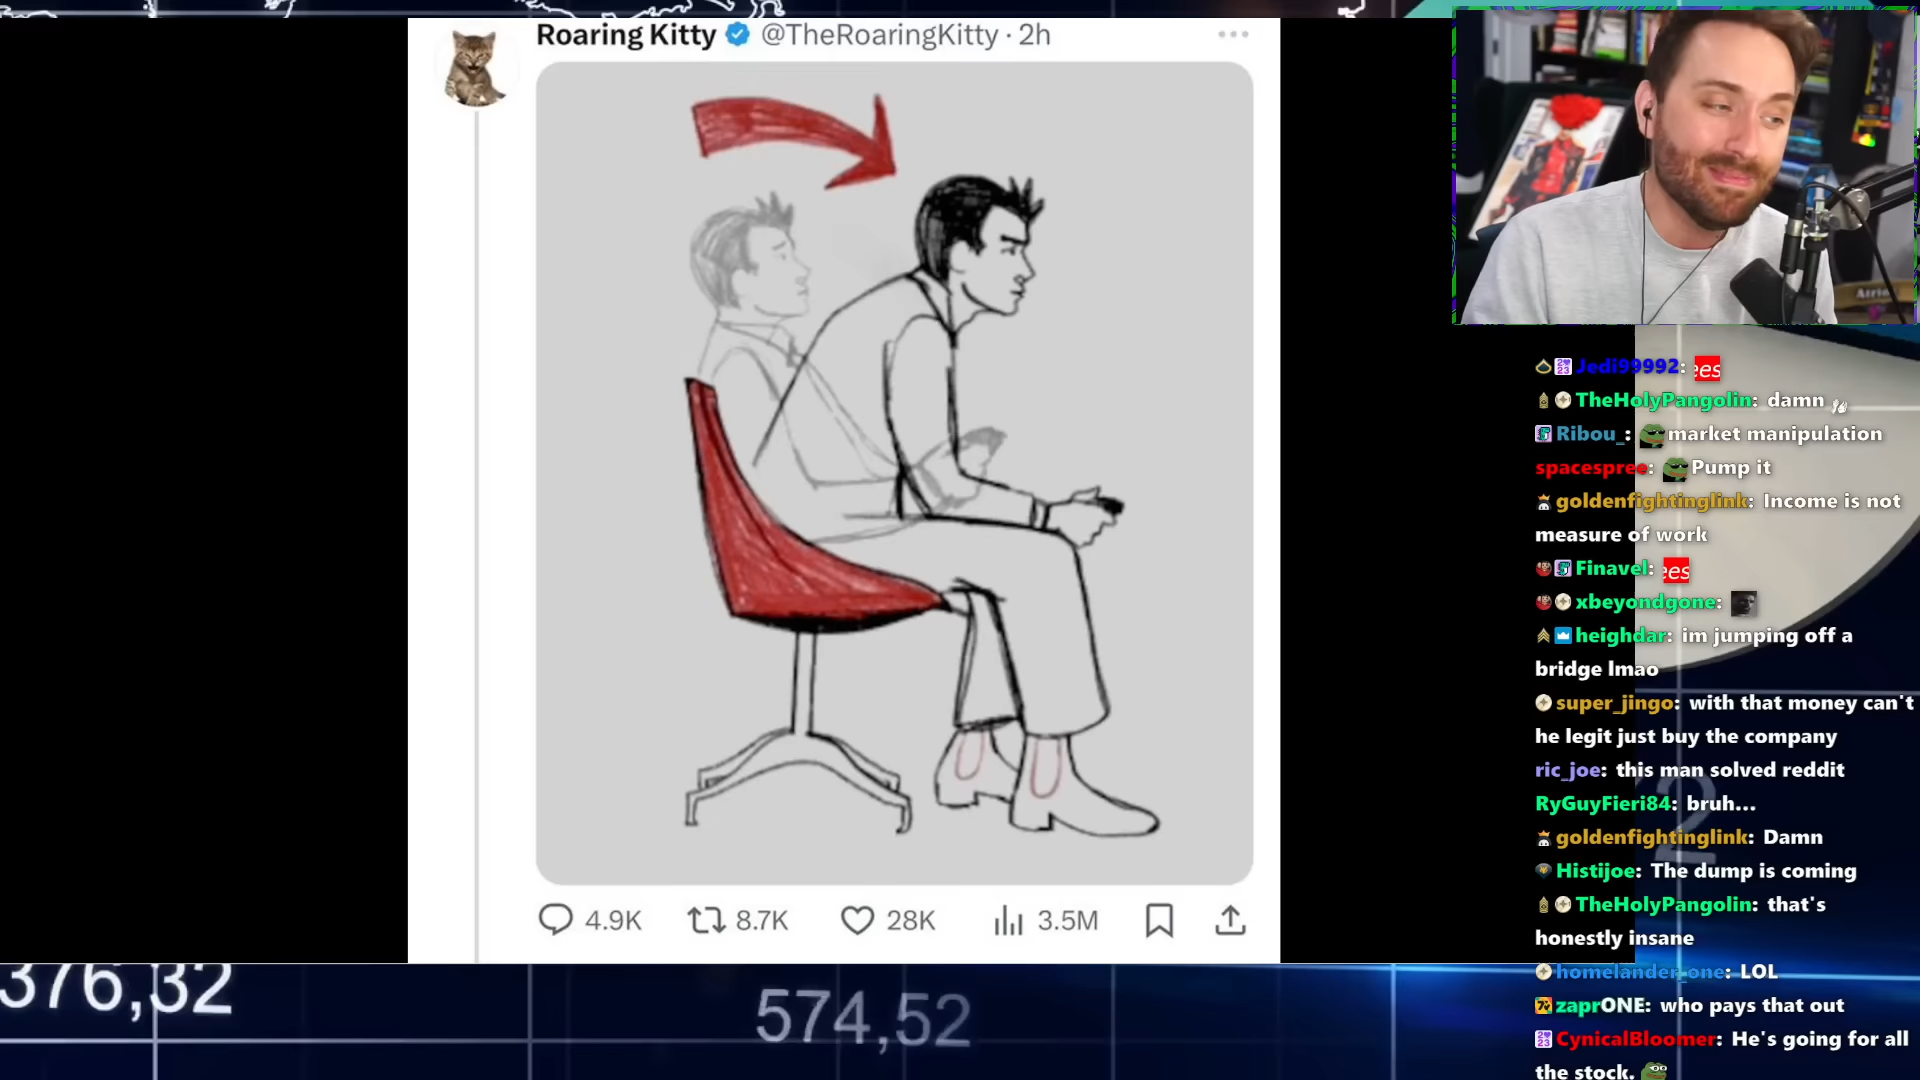 Roaring Kitty @TheRoaringKitty · 2h
4.9K 8.7K 28K 3.5M
376,32
574,52
2
Jedi99992: ees
TheHolyPangolin: damn
Ribou_: market manipulation
spacespree: Pump it
goldenfightinglink: Income is not
measure of work
Finavel: ees
xbeyondgone:
heighdar: im jumping off a
bridge lmao
super_jingo: with that money can't
he legit just buy the company
ric_joe: this man solved reddit
RyGuyFieri84: bruh...
goldenfightinglink: Damn
Histijoe: The dump is coming
TheHolyPangolin: that's
honestly insane
homelander_one: LOL
zaprONE: who pays that out
CynicalBloomer: He's going for all
the stock.